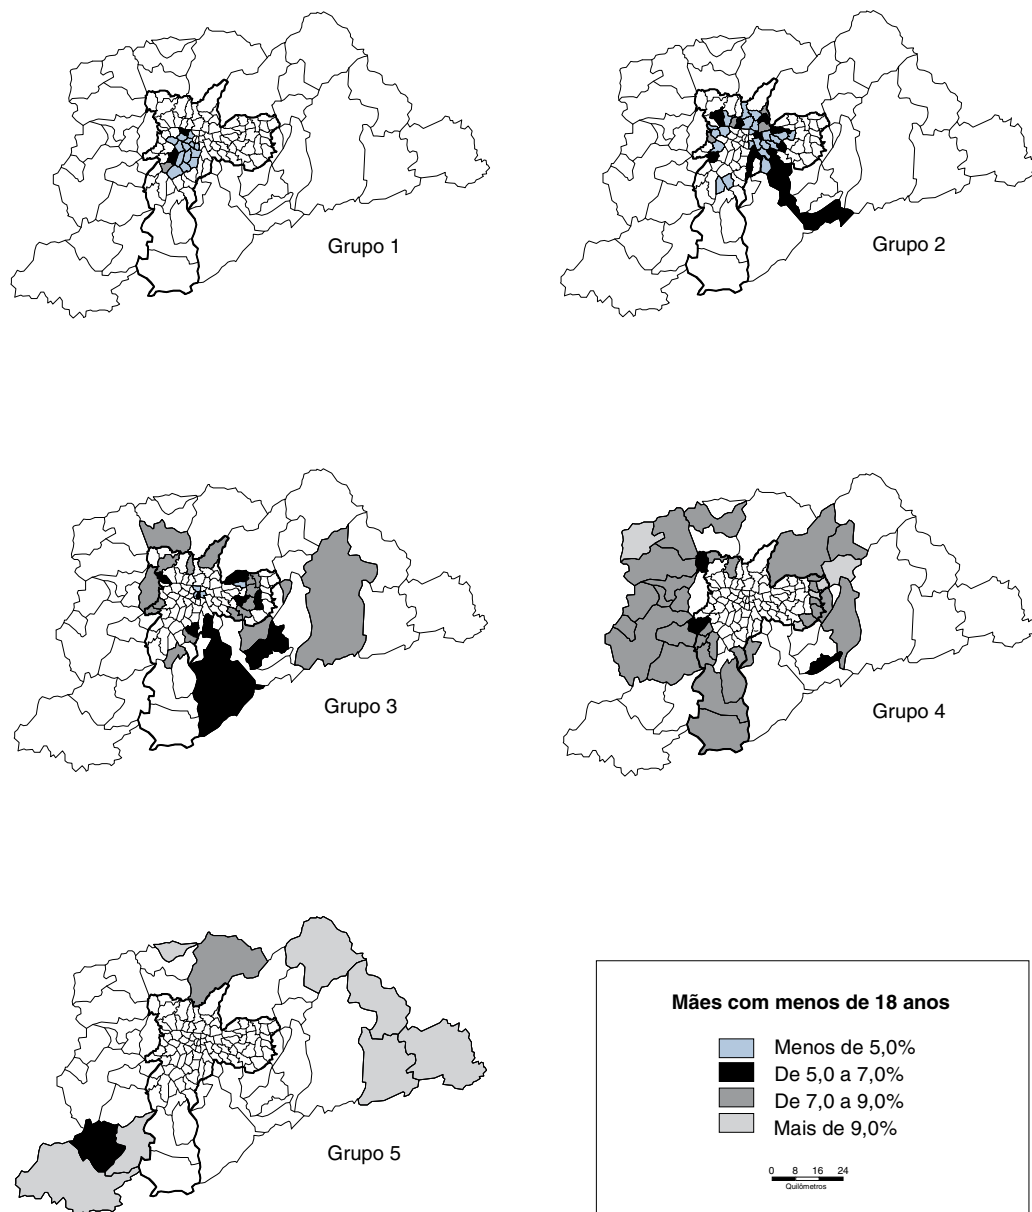 Grupo 1
Grupo 2
Grupo 3
Grupo 4
Grupo 5
Mães com menos de 18 anos
Menos de 5,0%
De 5,0 a 7,0%
De 7,0 a 9,0%
Mais de 9,0%
0 8 16 24
Quilômetros